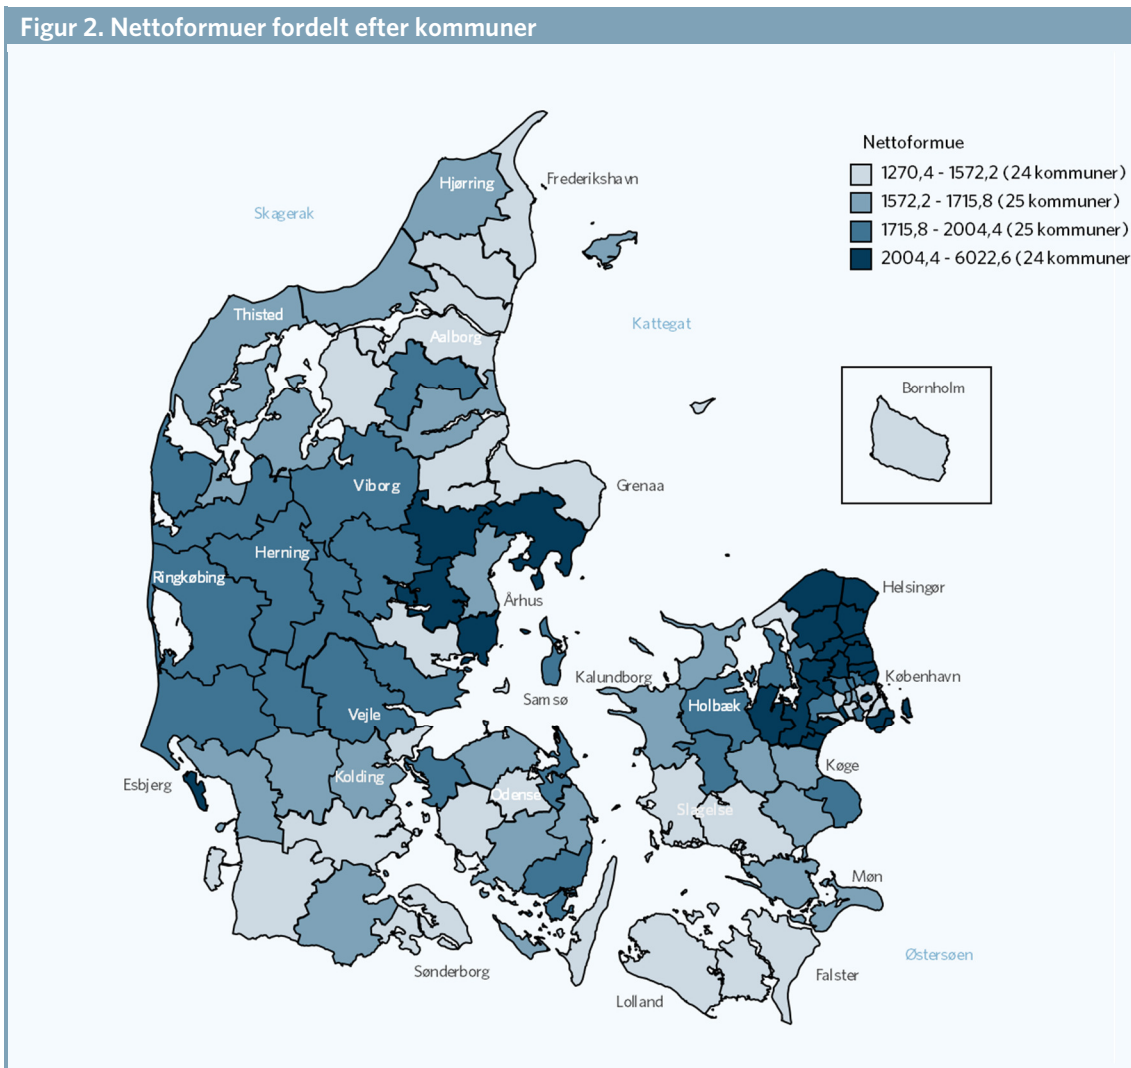 Figur 2. Nettoformuer fordelt efter kommuner
Nettoformue
1270,4 - 1572,2 (24 kommuner)
1572,2 - 1715,8 (25 kommuner)
1715,8 - 2004,4 (25 kommuner)
2004,4 - 6022,6 (24 kommuner
Hjørring
Frederikshavn
Skagerak
Thisted
Kattegat
Aalborg
Bornholm
Viborg
Grenaa
Herning
Ringkøbing
Helsingør
Århus
Kalundborg
København
Samsø
Holbæk
Vejle
Køge
Kolding
Esbjerg
Odense
Slagelse
Møn
Østersøen
Sønderborg
Falster
Lolland